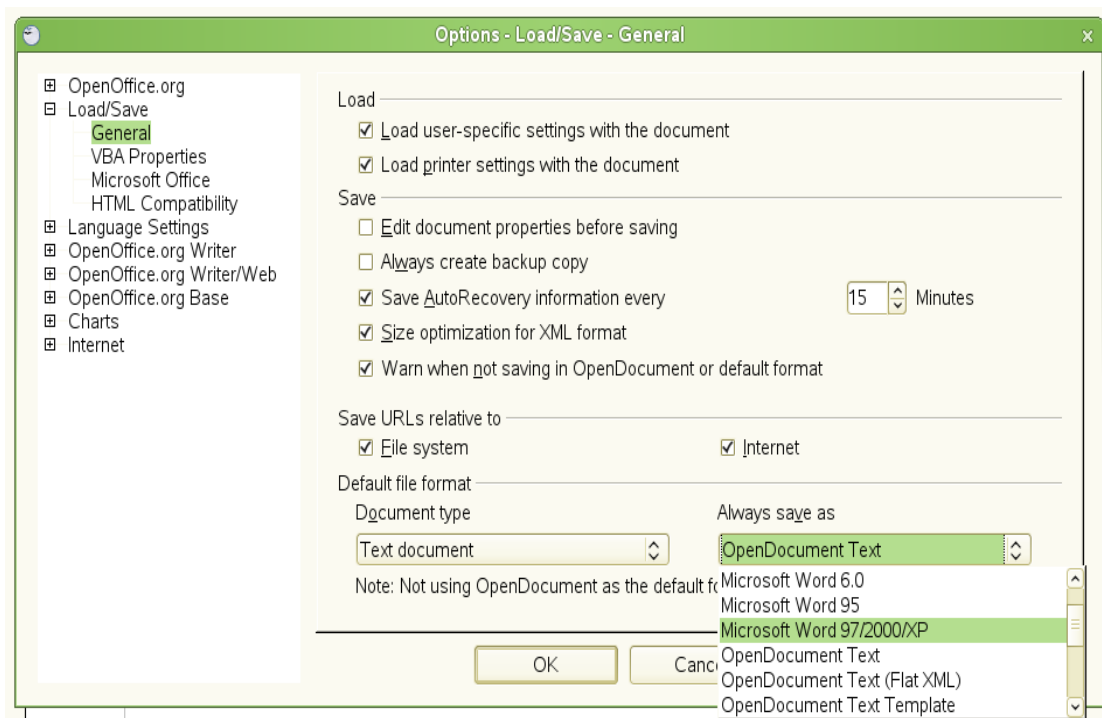 Options - Load/Save - General
OpenOffice.org
Load/Save
General
VBA Properties
Microsoft Office
HTML Compatibility
Language Settings
OpenOffice.org Writer
OpenOffice.org Writer/Web
OpenOffice.org Base
Charts
Internet
Load
Load user-specific settings with the document
Load printer settings with the document
Save
Edit document properties before saving
Always create backup copy
Save AutoRecovery information every 15 Minutes
Size optimization for XML format
Warn when not saving in OpenDocument or default format
Save URLs relative to
File system Internet
Default file format
Document type Always save as
Text document OpenDocument Text
Note: Not using OpenDocument as the default
Microsoft Word 6.0
Microsoft Word 95
Microsoft Word 97/2000/XP
OpenDocument Text
OpenDocument Text (Flat XML)
OpenDocument Text Template
OK